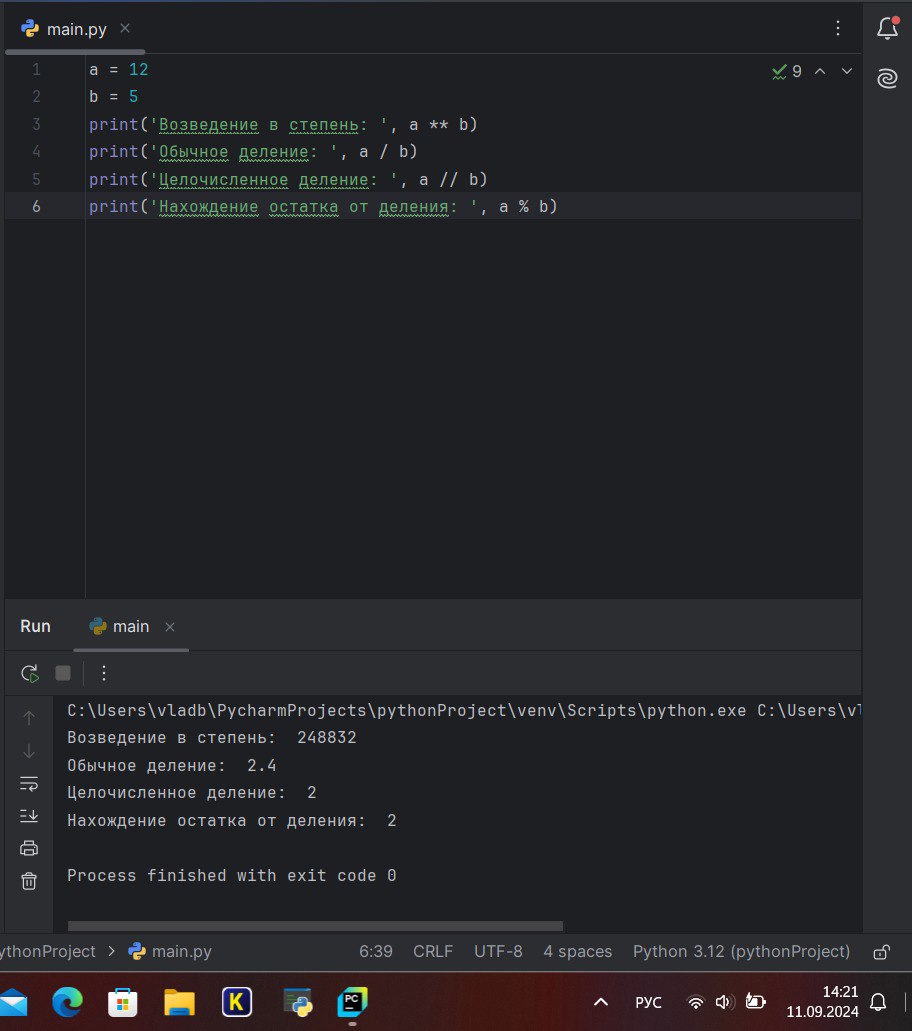 main.py
9
1 a = 12
2 b = 5
3 print('Возведение в степень: ', a ** b)
4 print('Обычное деление: ', a / b)
5 print('Целочисленное деление: ', a // b)
6 print('Нахождение остатка от деления: ', a % b)
Run main
C:\Users\vladb\PycharmProjects\pythonProject\venv\Scripts\python.exe C:\Users\vl
Возведение в степень:  248832
Обычное деление:  2.4
Целочисленное деление:  2
Нахождение остатка от деления:  2
Process finished with exit code 0
ythonProject > main.py 6:39 CRLF UTF-8 4 spaces Python 3.12 (pythonProject)
K PC РУС 14:21
11.09.2024